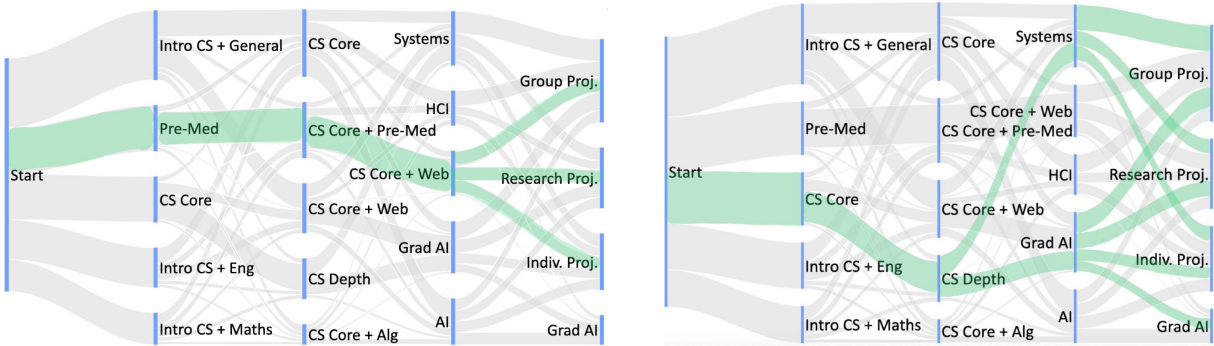 Start
Intro CS + General
Pre-Med
CS Core
Intro CS + Eng
Intro CS + Maths
CS Core
CS Core + Pre-Med
CS Core + Web
CS Depth
CS Core + Alg
Systems
HCI
CS Core + Web
Grad AI
AI
Group Proj.
Research Proj.
Indiv. Proj.
Grad AI
Start
Intro CS + General
Pre-Med
CS Core
Intro CS + Eng
Intro CS + Maths
CS Core
CS Core + Pre-Med
CS Core + Web
CS Depth
CS Core + Alg
Systems
CS Core + Web
HCI
Grad AI
AI
Group Proj.
Research Proj.
Indiv. Proj.
Grad AI